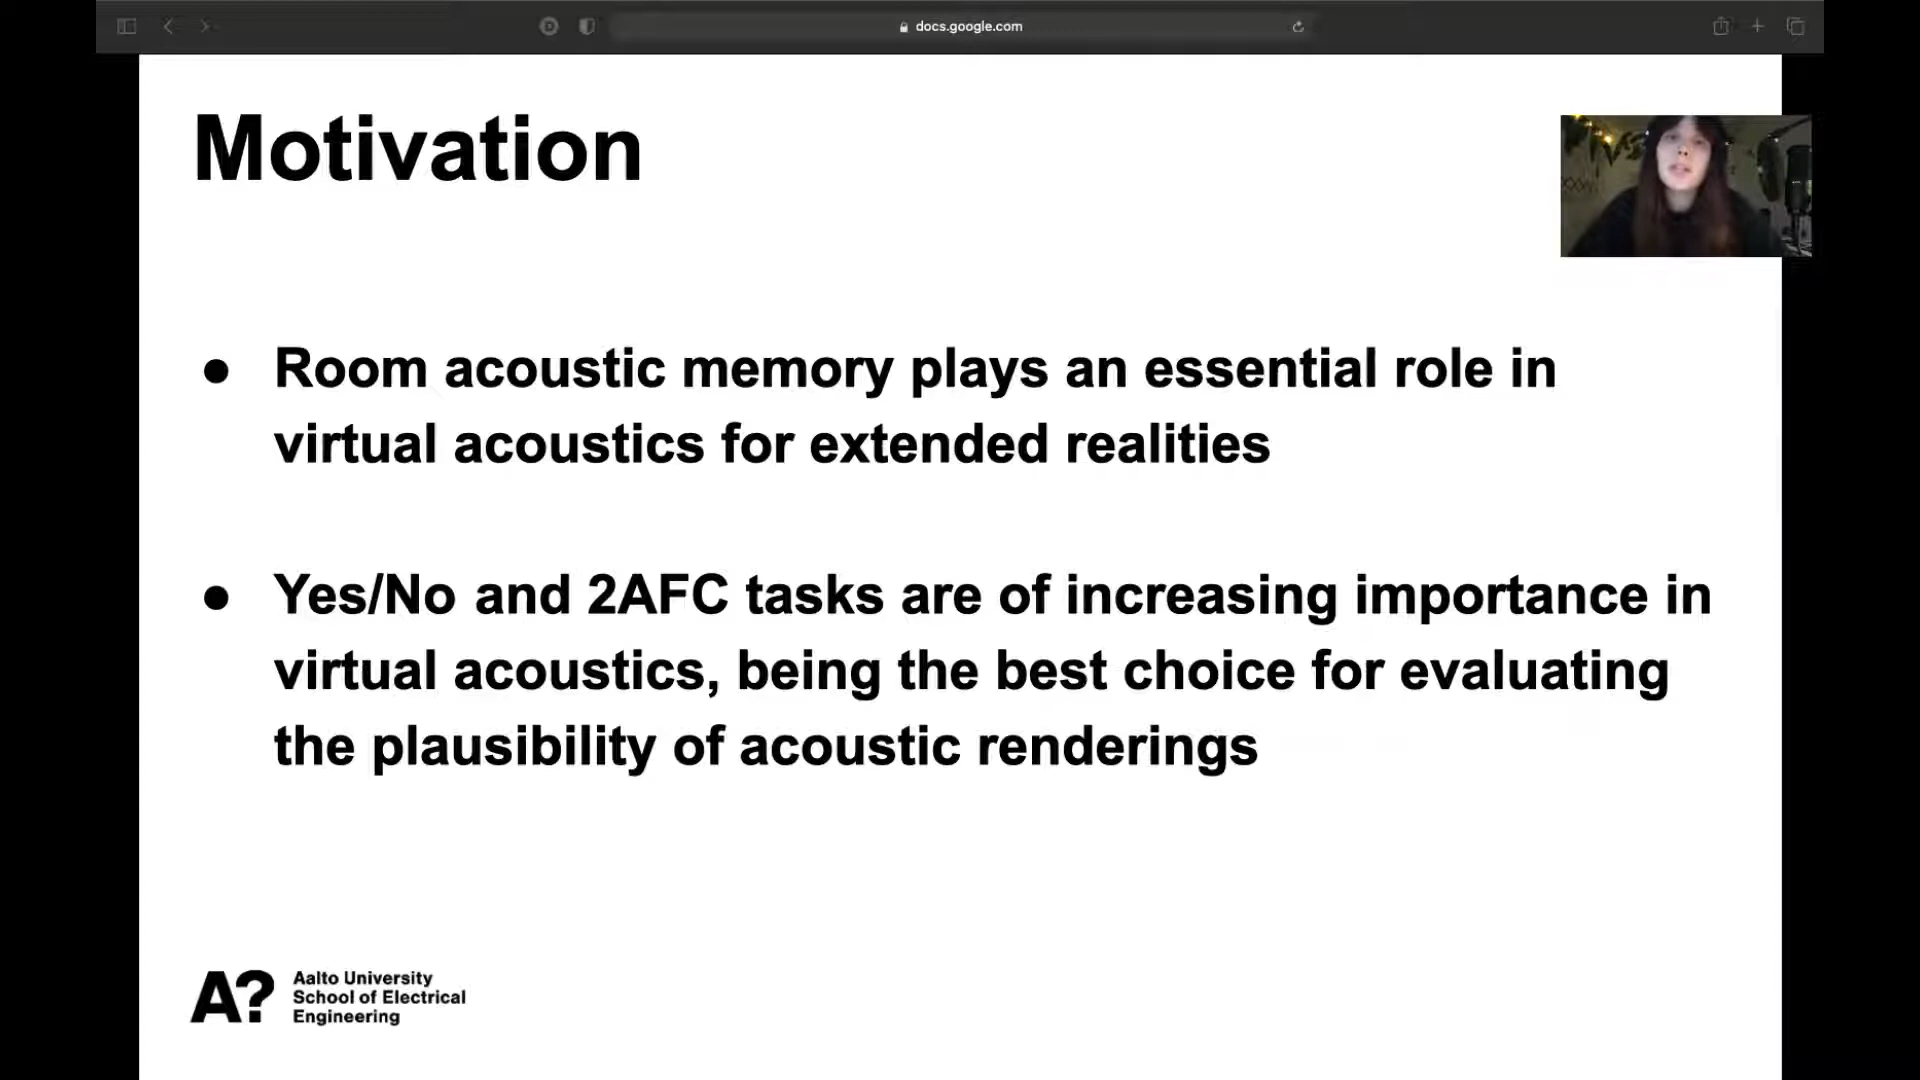 docs.google.com
Motivation
● Room acoustic memory plays an essential role in
virtual acoustics for extended realities
● Yes/No and 2AFC tasks are of increasing importance in
virtual acoustics, being the best choice for evaluating
the plausibility of acoustic renderings
A? Aalto University
School of Electrical
Engineering